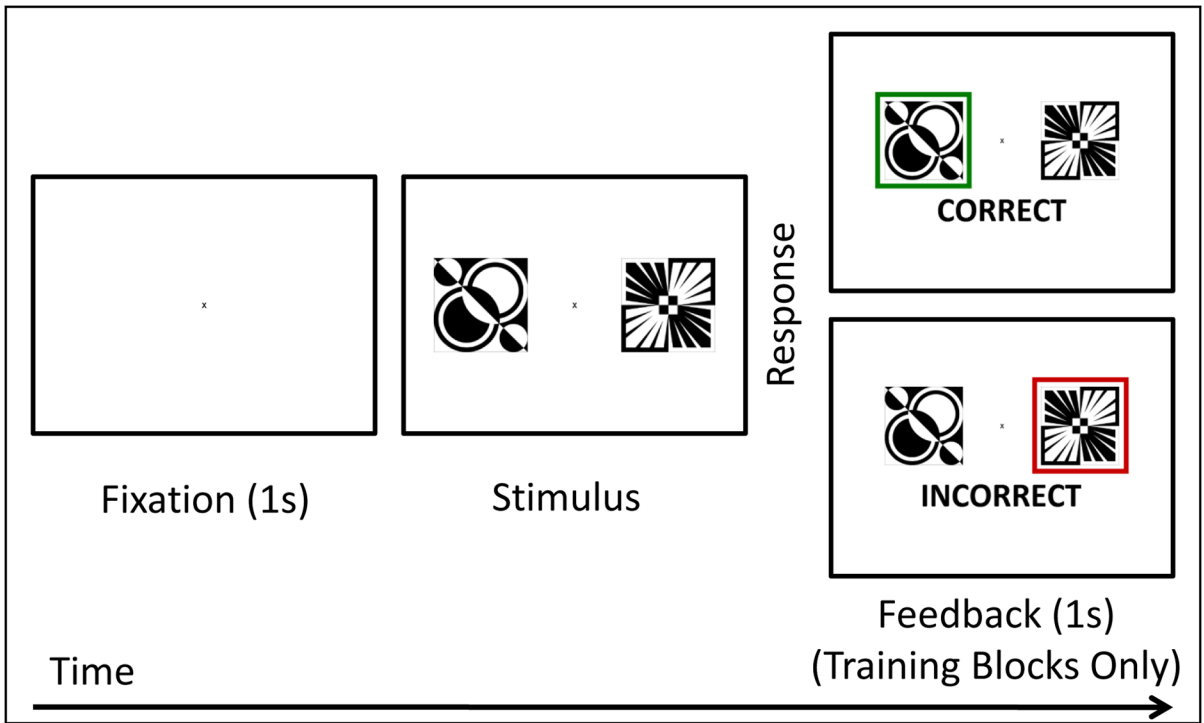 x
Fixation (1s)
x
Stimulus
Response
x
CORRECT
x
INCORRECT
Feedback (1s)
(Training Blocks Only)
Time